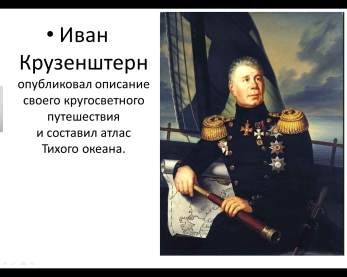 • Иван
Крузенштерн
опубликовал описание
своего кругосветного
путешествия
и составил атлас
Тихого океана.